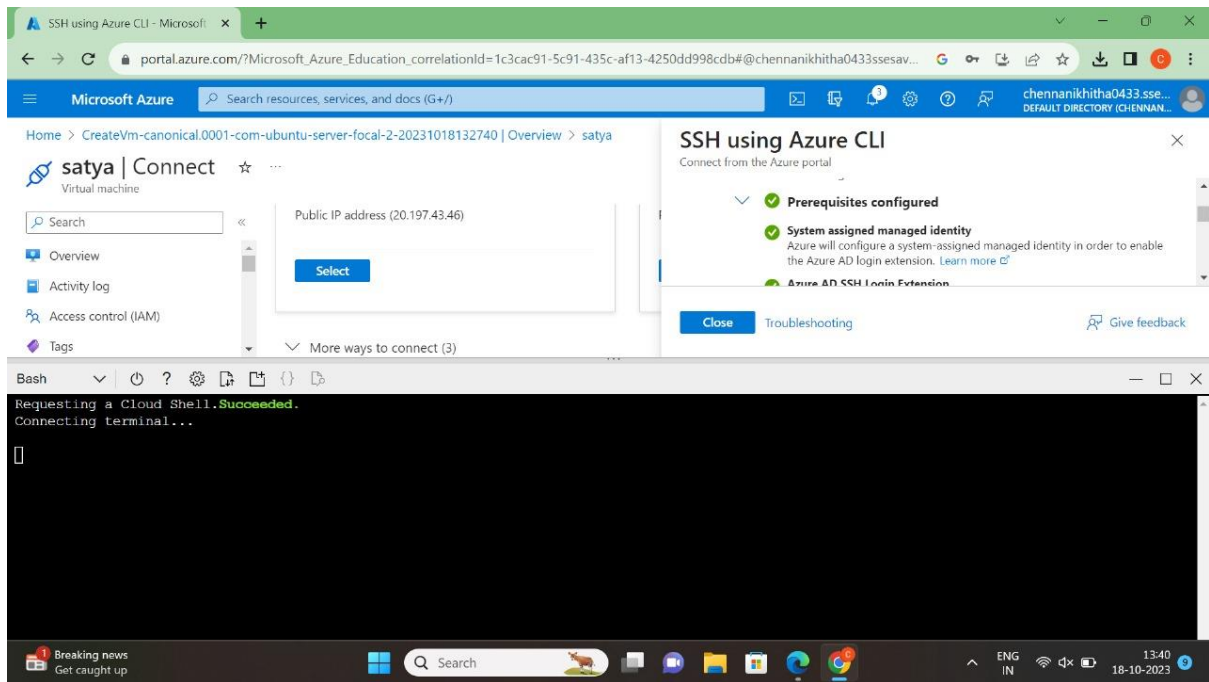 SSH using Azure CLI - Microsoft
portal.azure.com/?Microsoft_Azure_Education_correlationId=1c3cac91-5c91-435c-af13-4250dd998cdb#@chennanikhitha0433ssesav...
G
C
Microsoft Azure
Search resources, services, and docs (G+/)
3
chennanikhitha0433.sse...
DEFAULT DIRECTORY (CHENNAN...
Home > CreateVm-canonical.0001-com-ubuntu-server-focal-2-20231018132740 | Overview > satya
satya | Connect
Virtual machine
Search
Overview
Activity log
Access control (IAM)
Tags
Public IP address (20.197.43.46)
Select
More ways to connect (3)
SSH using Azure CLI
Connect from the Azure portal
Prerequisites configured
System assigned managed identity
Azure will configure a system-assigned managed identity in order to enable
the Azure AD login extension. Learn more
Azure AD SSH Login Extension
Close
Troubleshooting
Give feedback
Bash
Requesting a Cloud Shell.Succeeded.
Connecting terminal...
1
Breaking news
Get caught up
Search
ENG
IN
13:40
18-10-2023
9